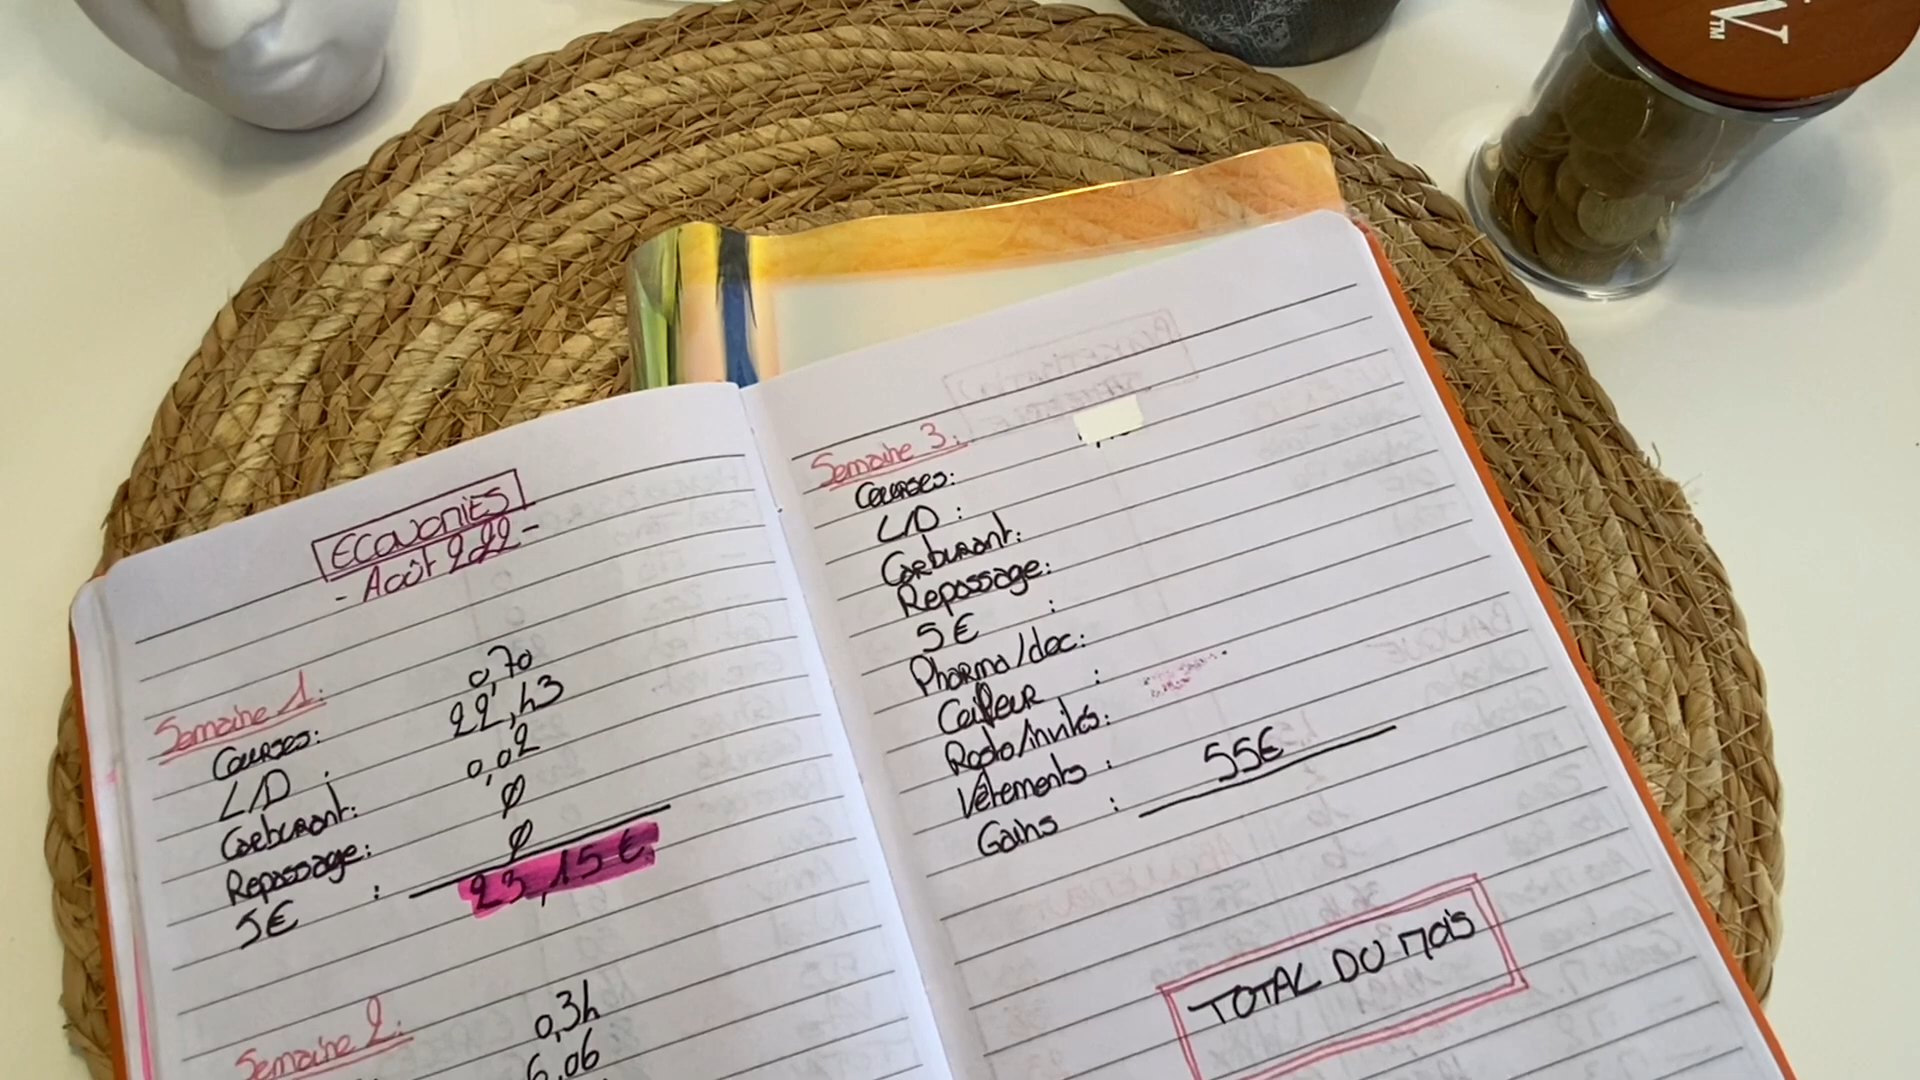 ECONOMIES
- Août 2022 -
Semaine 1:
Courses: 0,70
L/D : 22,43
Carburant: 0,02
Repassage: Ø
5€ : Ø
23,15 €
Semaine 2:
0,34
6,06
Semaine 3:
Courses:
L/D :
Carburant:
Repassage:
5€ :
Pharma/doc:
Coiffeur :
Resto/invités:
Vêtements :
Gains : 55€
TOTAL DU MOIS